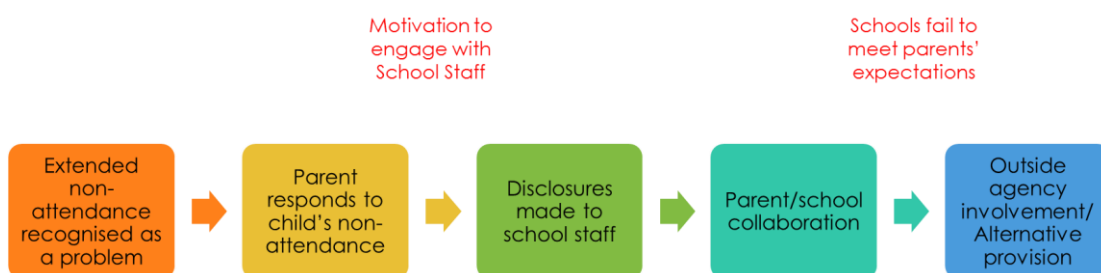 Motivation to
engage with
School Staff
Schools fail to
meet parents'
expectations
Extended
non-
attendance
recognised as
a problem
Parent
responds to
child's non-
attendance
Disclosures
made to
school staff
Parent/school
collaboration
Outside
agency
involvement/
Alternative
provision